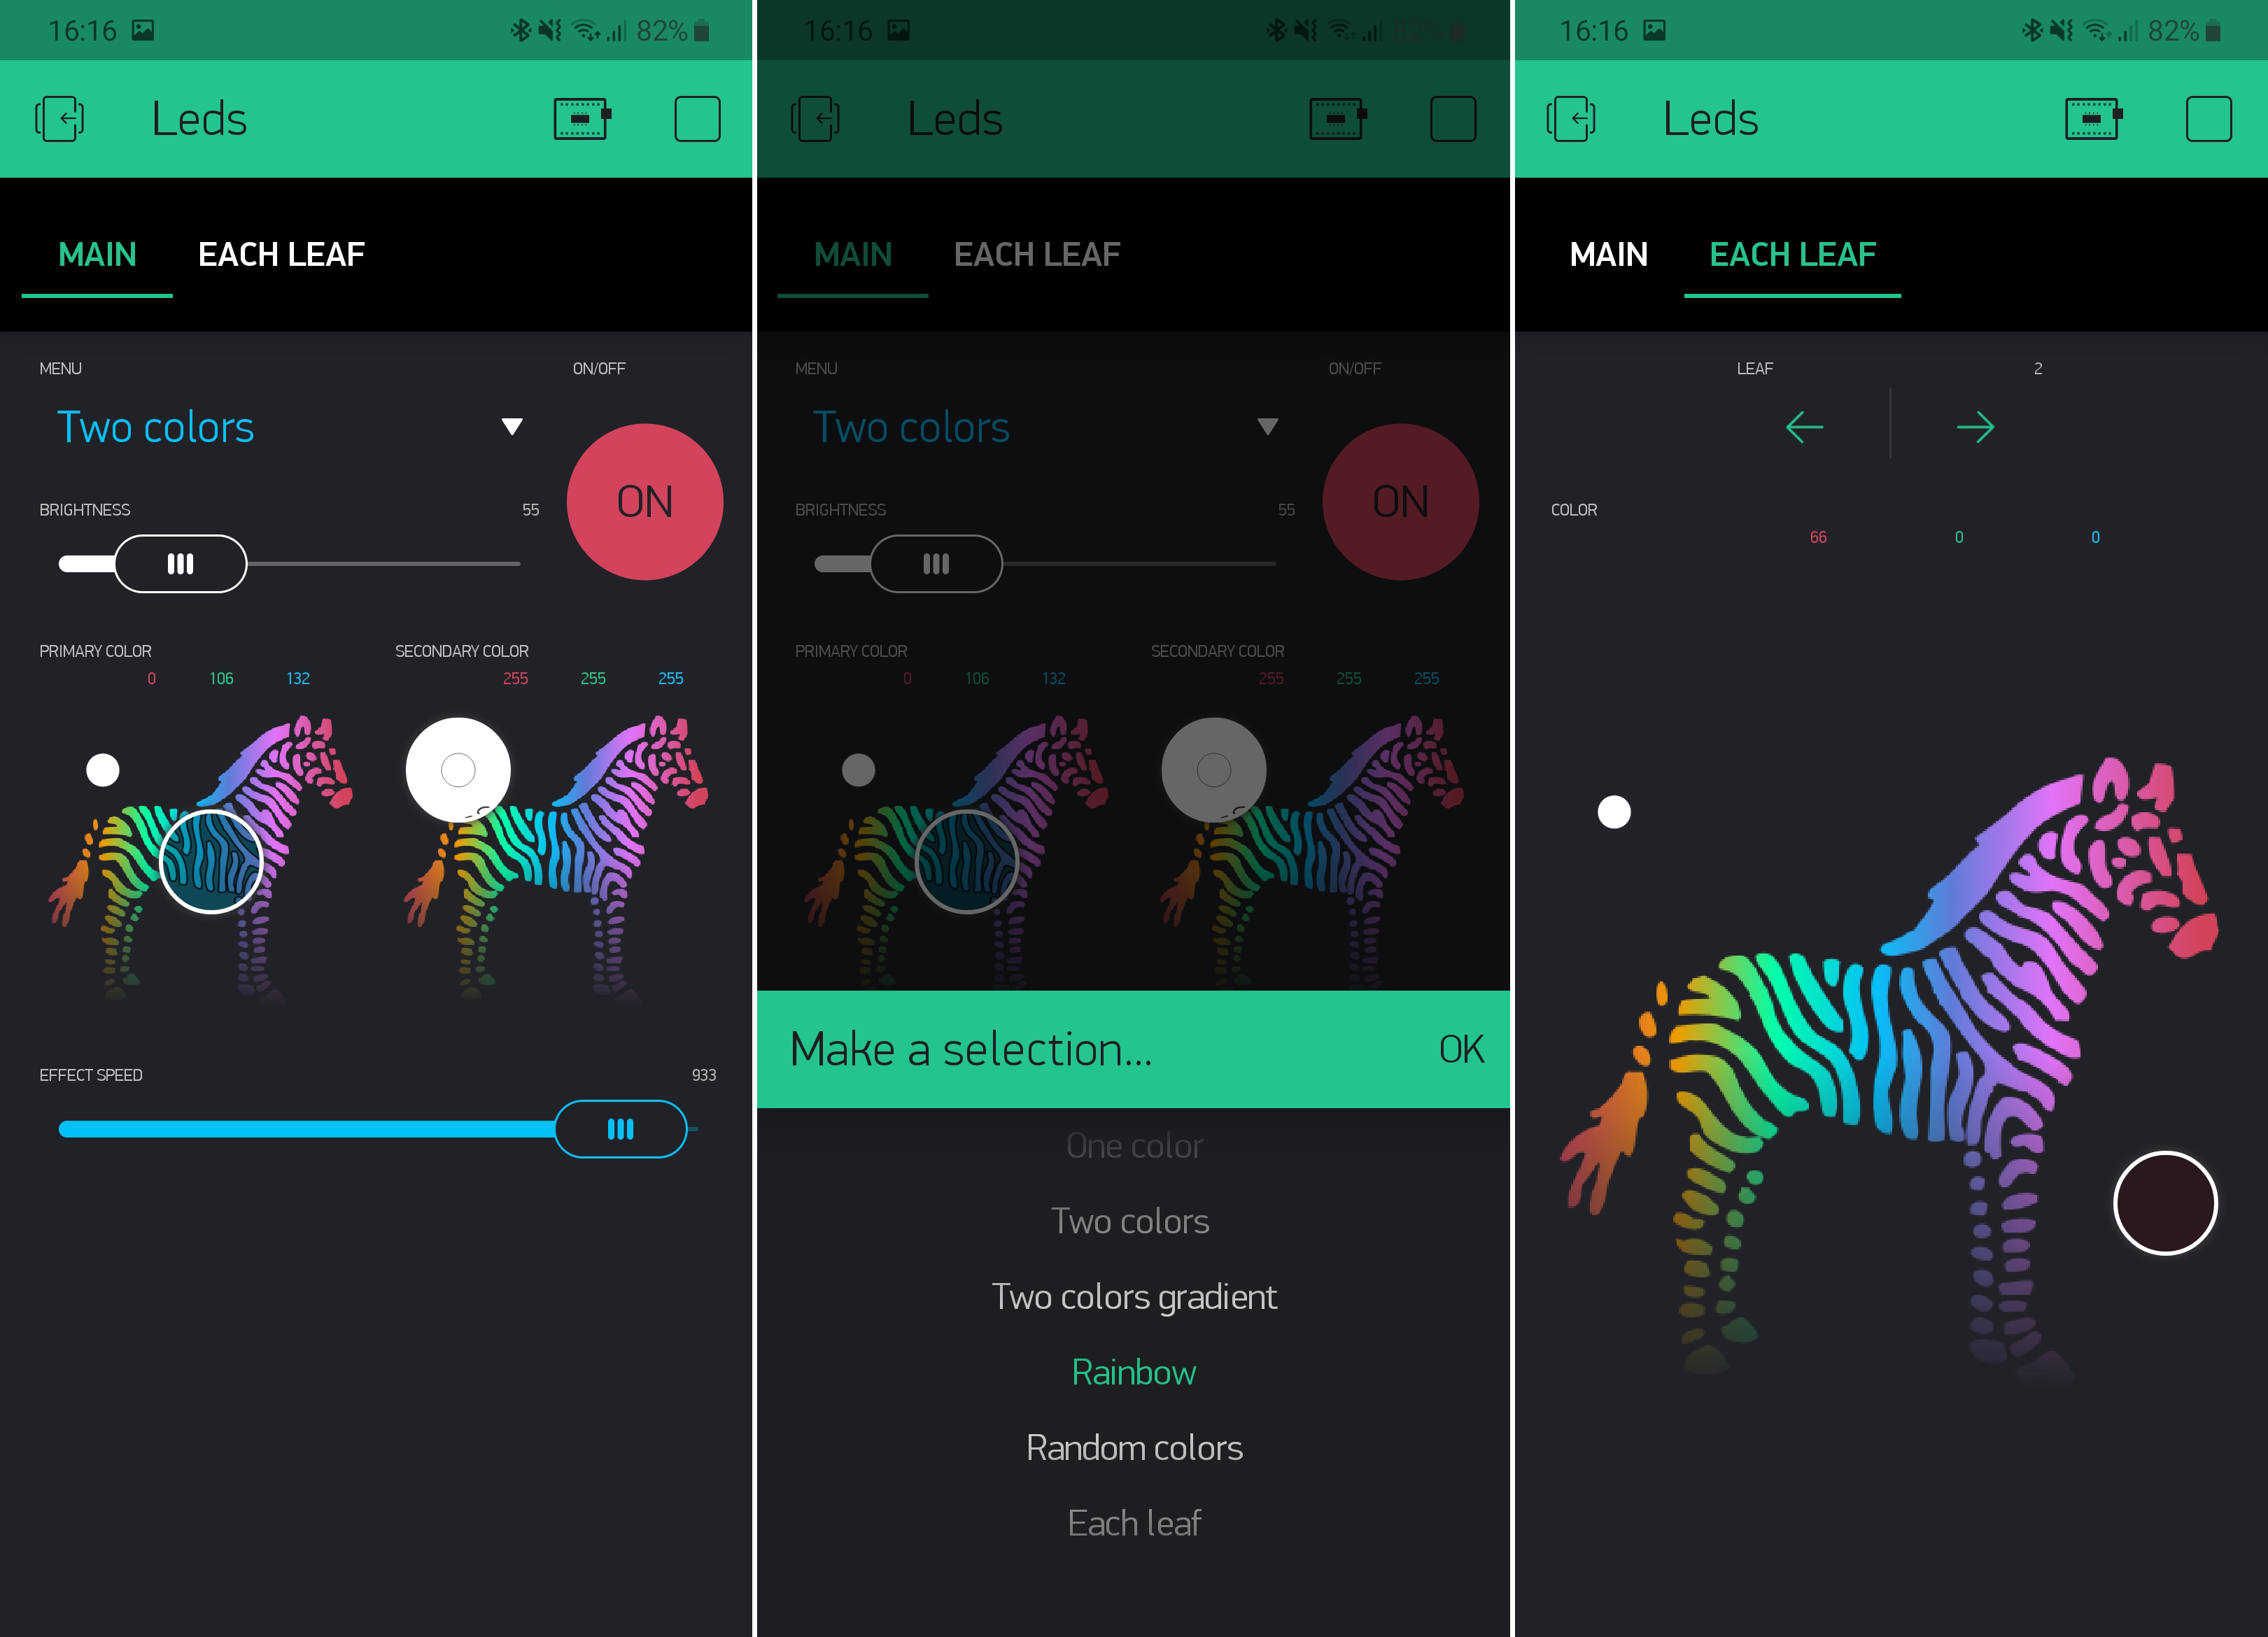 16:16 82%
Leds
MAIN EACH LEAF
MENU ON/OFF
Two colors
ON
BRIGHTNESS 55
PRIMARY COLOR SECONDARY COLOR
0 106 132 255 255 255
EFFECT SPEED 933
16:16 82%
Leds
MAIN EACH LEAF
MENU ON/OFF
Two colors
ON
BRIGHTNESS 55
PRIMARY COLOR SECONDARY COLOR
0 106 132 255 255 255
Make a selection... OK
One color
Two colors
Two colors gradient
Rainbow
Random colors
Each leaf
16:16 82%
Leds
MAIN EACH LEAF
LEAF 2
COLOR
66 0 0